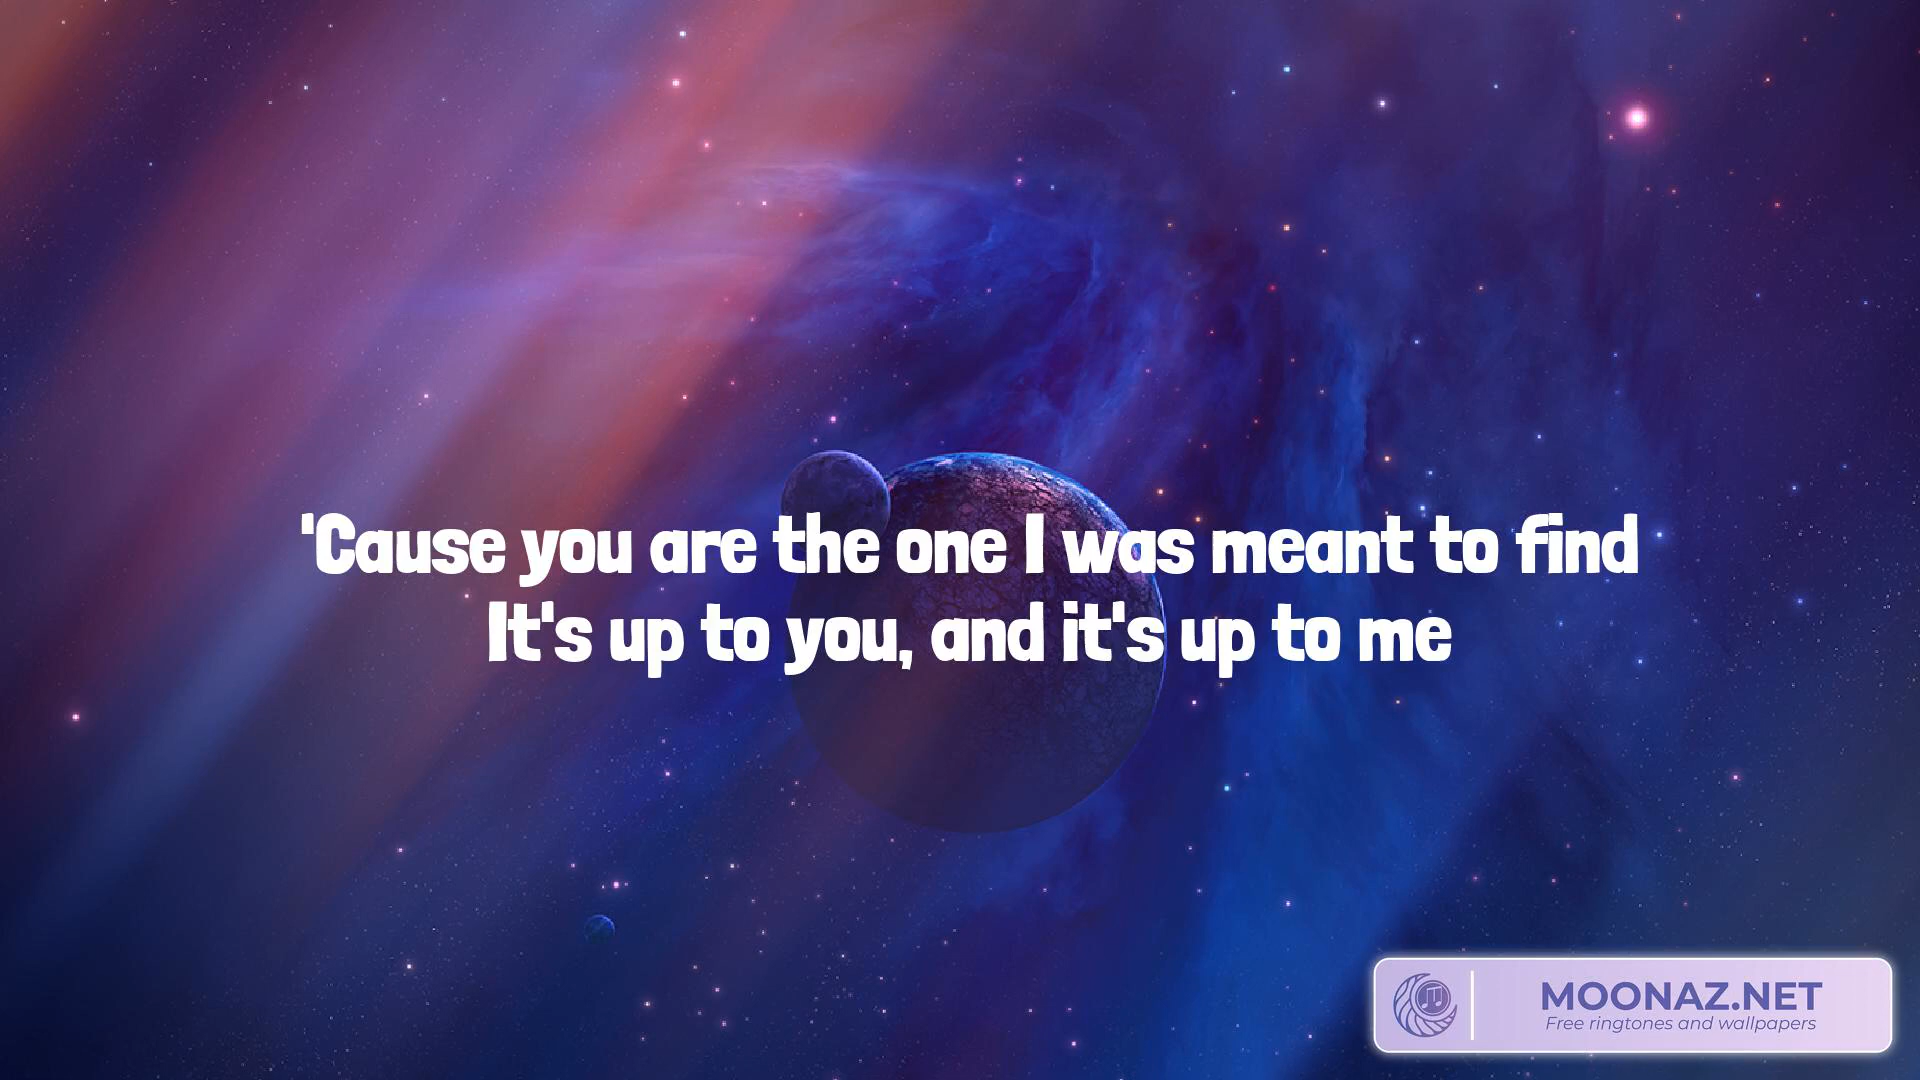 'Cause you are the one I was meant to find
It's up to you, and it's up to me
MOONAZ.NET
Free ringtones and wallpapers